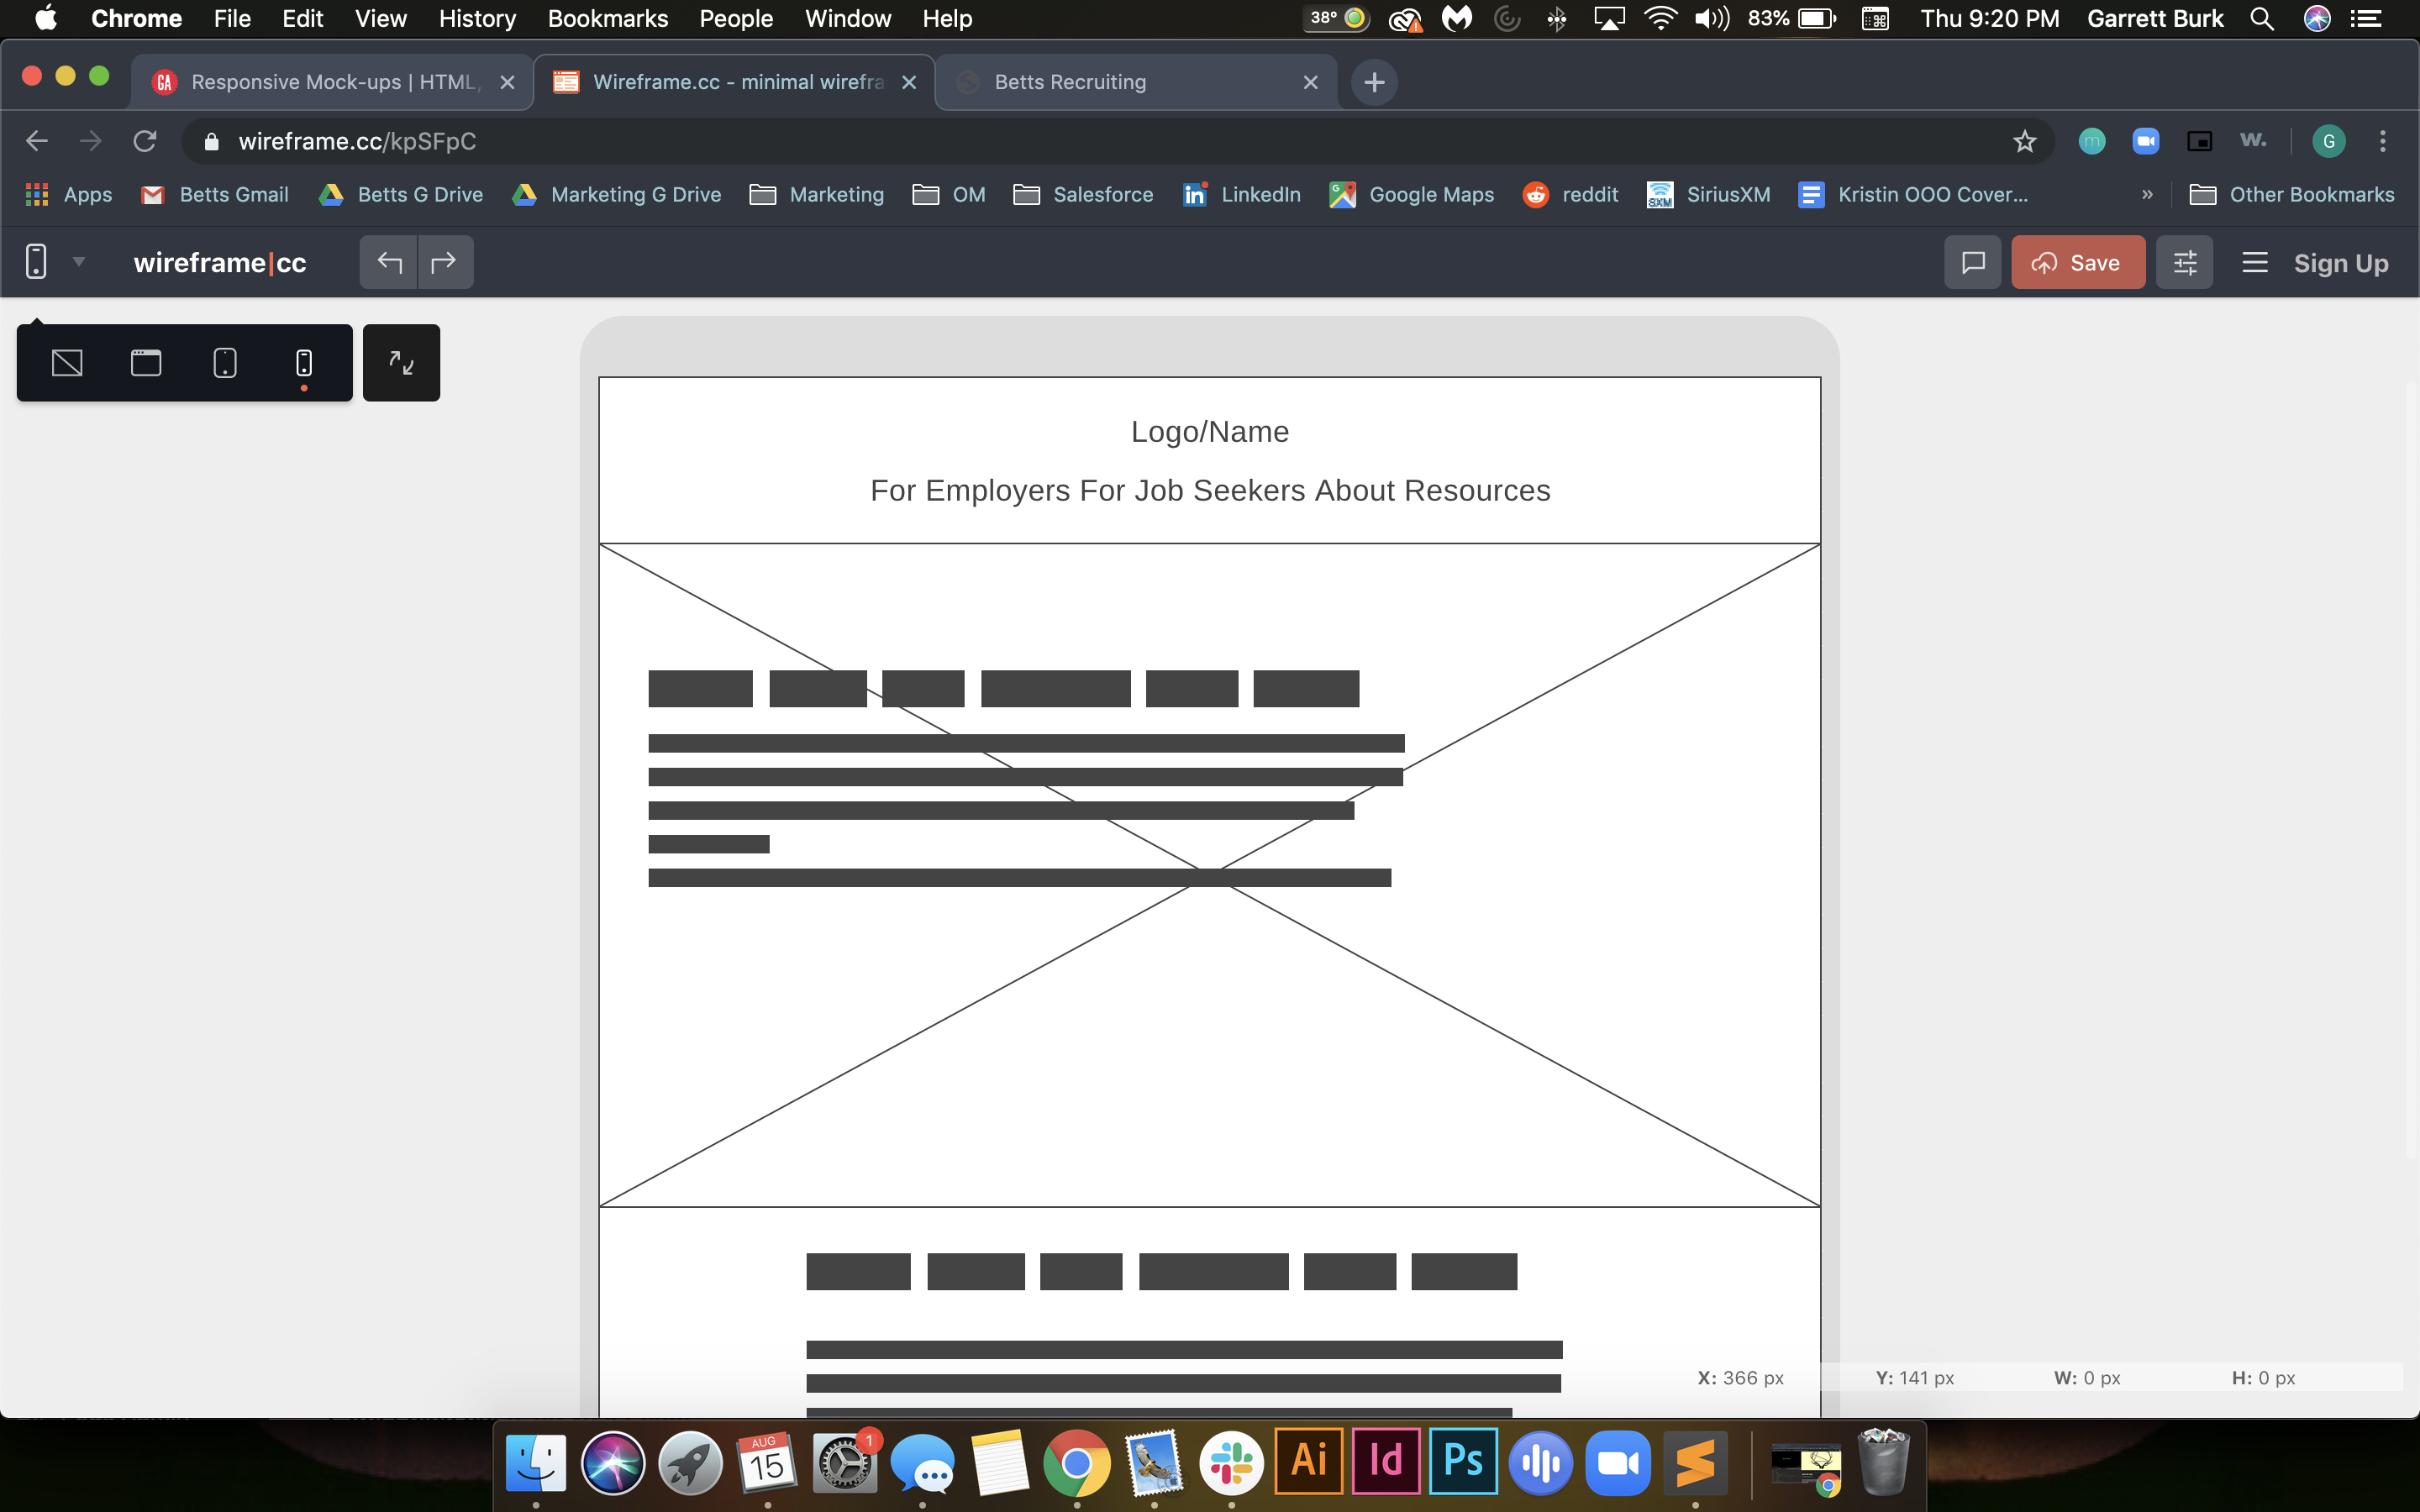 Chrome File Edit View History Bookmarks People Window Help 38° 83% Thu 9:20 PM Garrett Burk
GA Responsive Mock-ups | HTML, Wireframe.cc - minimal wirefra Betts Recruiting
wireframe.cc/kpSFpC m w. G
Apps Betts Gmail Betts G Drive Marketing G Drive Marketing OM Salesforce in LinkedIn G Google Maps reddit SXM SiriusXM Kristin OOO Cover... » Other Bookmarks
wireframe|cc Save Sign Up
Logo/Name
For Employers For Job Seekers About Resources
X: 366 px Y: 141 px W: 0 px H: 0 px
AUG 15 1 Ai Id Ps